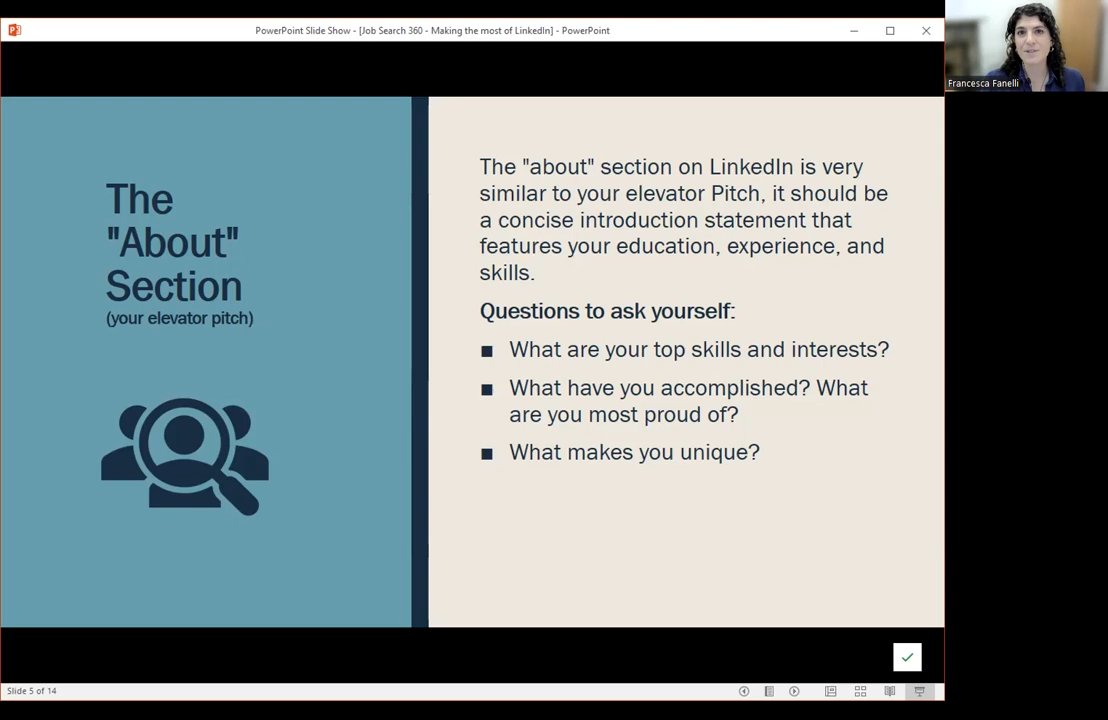 PowerPoint Slide Show - [Job Search 360 - Making the most of LinkedIn] - PowerPoint
Francesca Fanelli
The
"About"
Section
(your elevator pitch)
The "about" section on LinkedIn is very
similar to your elevator Pitch, it should be
a concise introduction statement that
features your education, experience, and
skills.
Questions to ask yourself:
■ What are your top skills and interests?
■ What have you accomplished? What
are you most proud of?
■ What makes you unique?
Slide 5 of 14